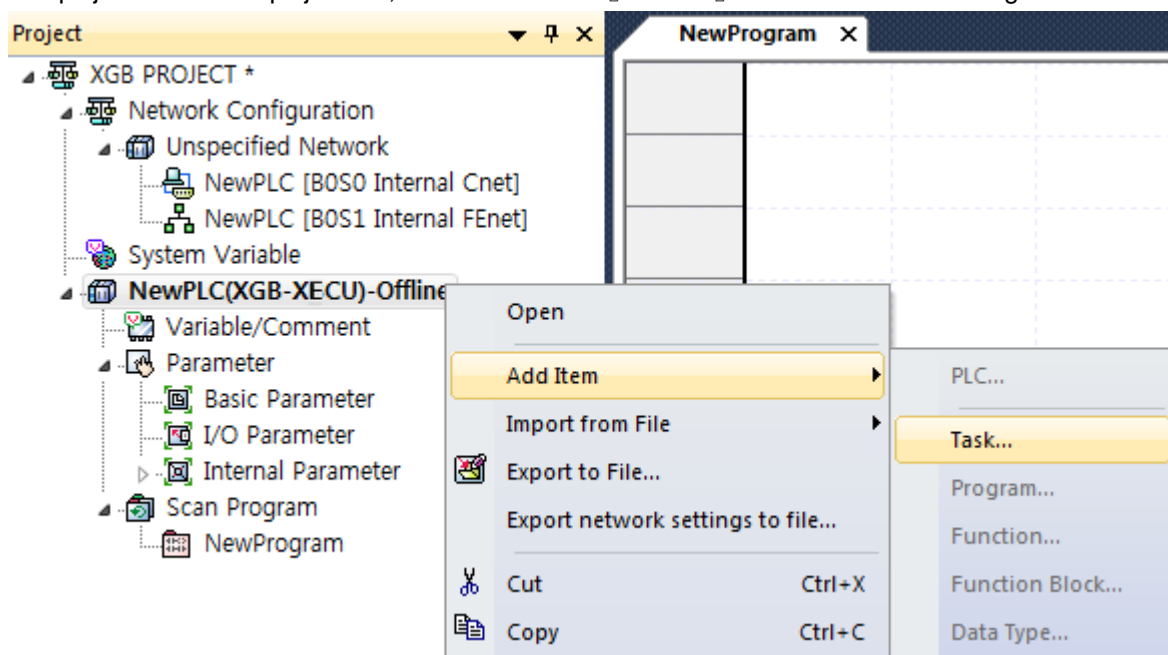 Project
NewProgram
XGB PROJECT *
Network Configuration
Unspecified Network
NewPLC [B0S0 Internal Cnet]
NewPLC [B0S1 Internal FEnet]
System Variable
NewPLC(XGB-XECU)-Offline
Variable/Comment
Parameter
Basic Parameter
I/O Parameter
Internal Parameter
Scan Program
NewProgram
Open
Add Item
Import from File
Export to File...
Export network settings to file...
Cut Ctrl+X
Copy Ctrl+C
PLC...
Task...
Program...
Function...
Function Block...
Data Type...